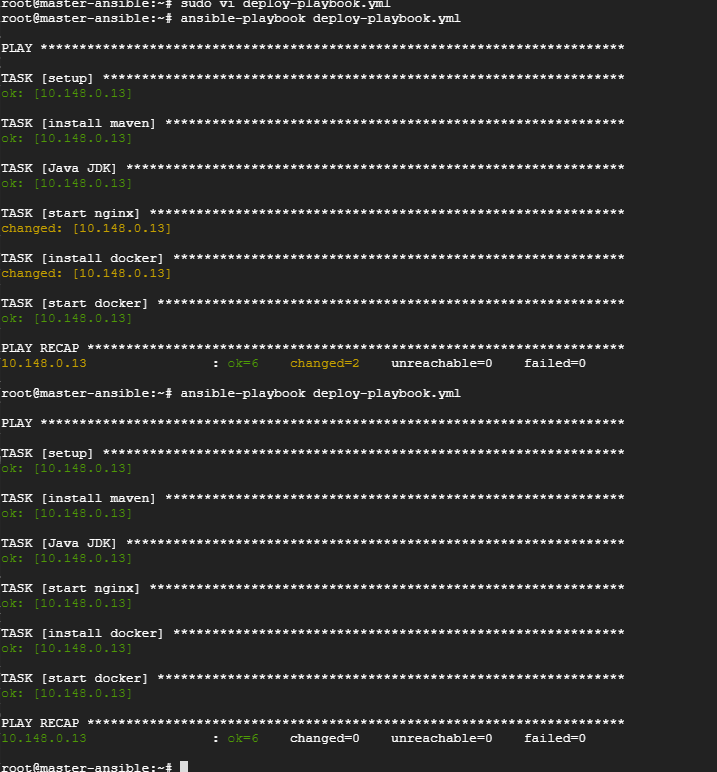 root@master-ansible:~# sudo vi deploy-playbook.yml
root@master-ansible:~# ansible-playbook deploy-playbook.yml
PLAY ***************************************************************************
TASK [setup] *******************************************************************
ok: [10.148.0.13]
TASK [install maven] ***********************************************************
ok: [10.148.0.13]
TASK [Java JDK] ****************************************************************
ok: [10.148.0.13]
TASK [start nginx] *************************************************************
changed: [10.148.0.13]
TASK [install docker] **********************************************************
changed: [10.148.0.13]
TASK [start docker] ************************************************************
ok: [10.148.0.13]
PLAY RECAP *********************************************************************
10.148.0.13                : ok=6    changed=2    unreachable=0    failed=0
root@master-ansible:~# ansible-playbook deploy-playbook.yml
PLAY ***************************************************************************
TASK [setup] *******************************************************************
ok: [10.148.0.13]
TASK [install maven] ***********************************************************
ok: [10.148.0.13]
TASK [Java JDK] ****************************************************************
ok: [10.148.0.13]
TASK [start nginx] *************************************************************
ok: [10.148.0.13]
TASK [install docker] **********************************************************
ok: [10.148.0.13]
TASK [start docker] ************************************************************
ok: [10.148.0.13]
PLAY RECAP *********************************************************************
10.148.0.13                : ok=6    changed=0    unreachable=0    failed=0
root@master-ansible:~#